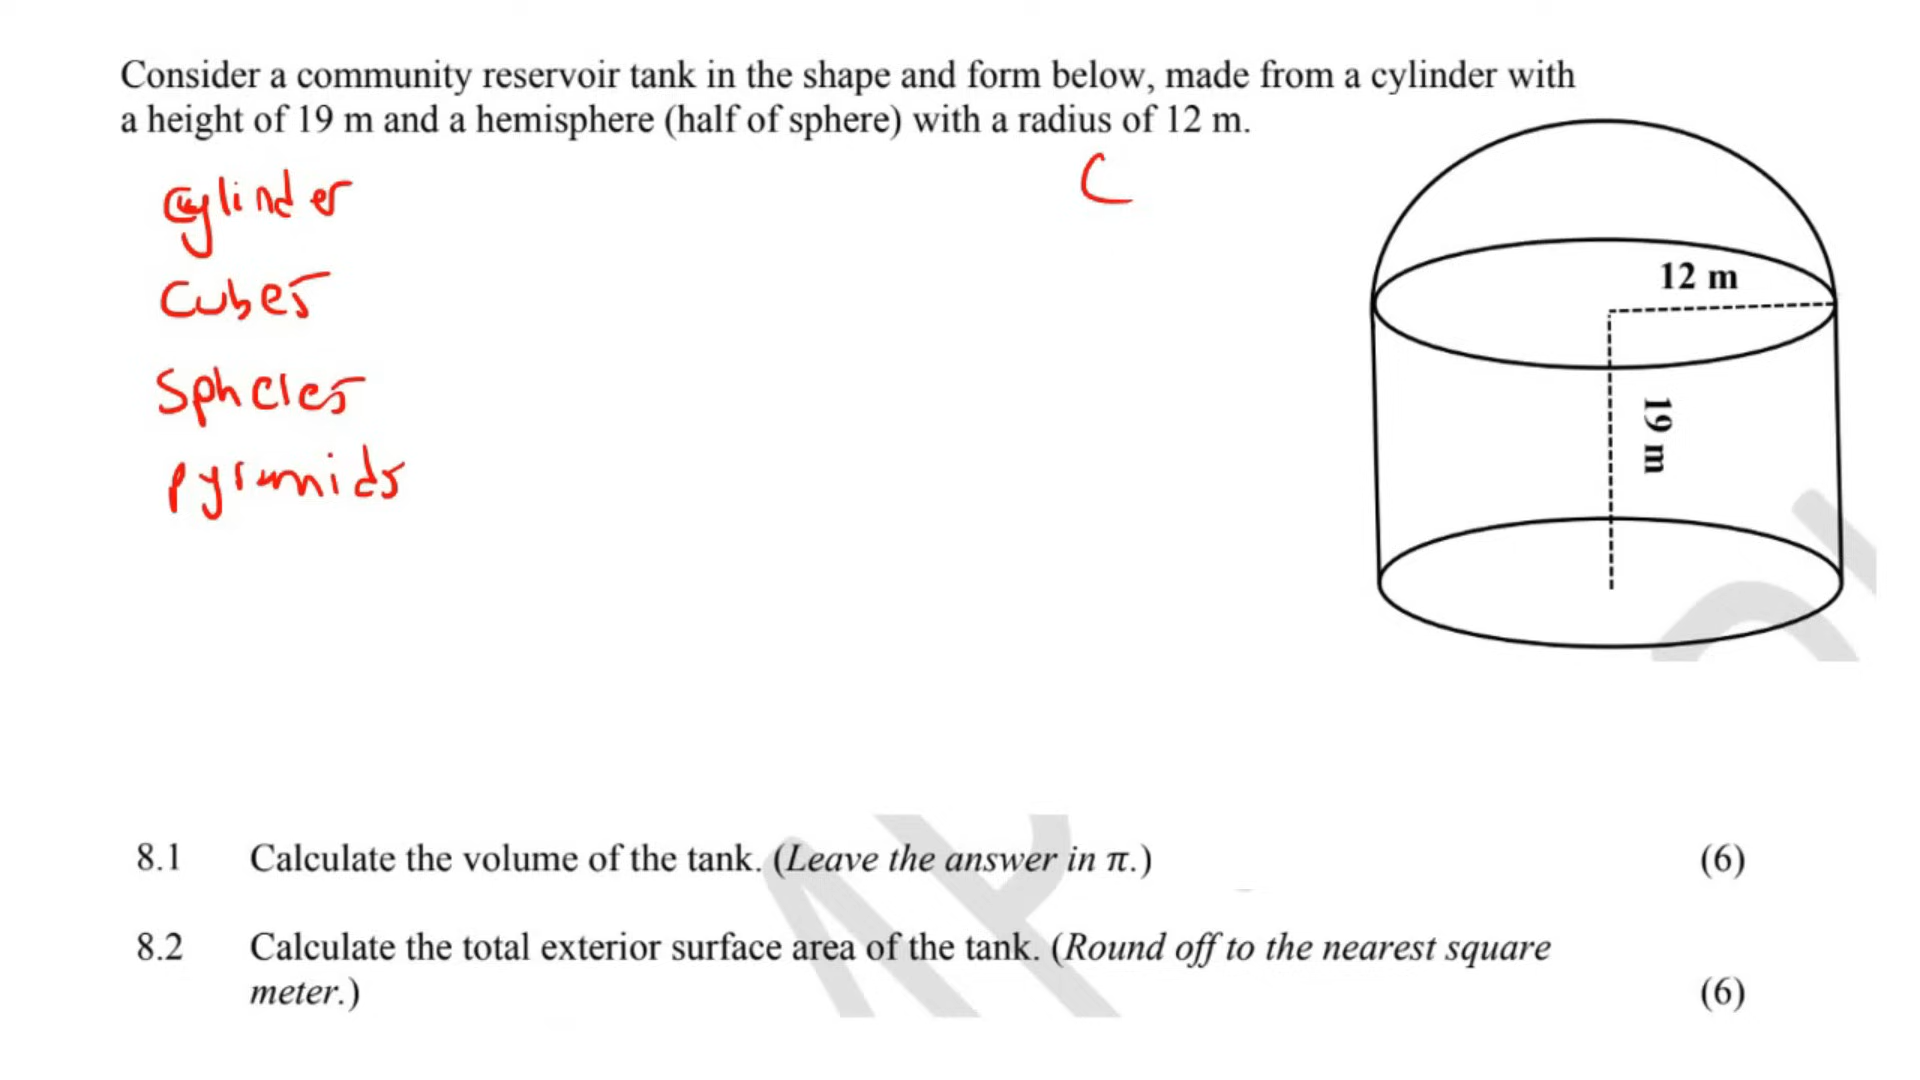 Consider a community reservoir tank in the shape and form below, made from a cylinder with
a height of 19 m and a hemisphere (half of sphere) with a radius of 12 m.
Cylinder
C
Cubes
Spheres
pyramids
12 m
19 m
8.1 Calculate the volume of the tank. (Leave the answer in π.) (6)
8.2 Calculate the total exterior surface area of the tank. (Round off to the nearest square
meter.) (6)